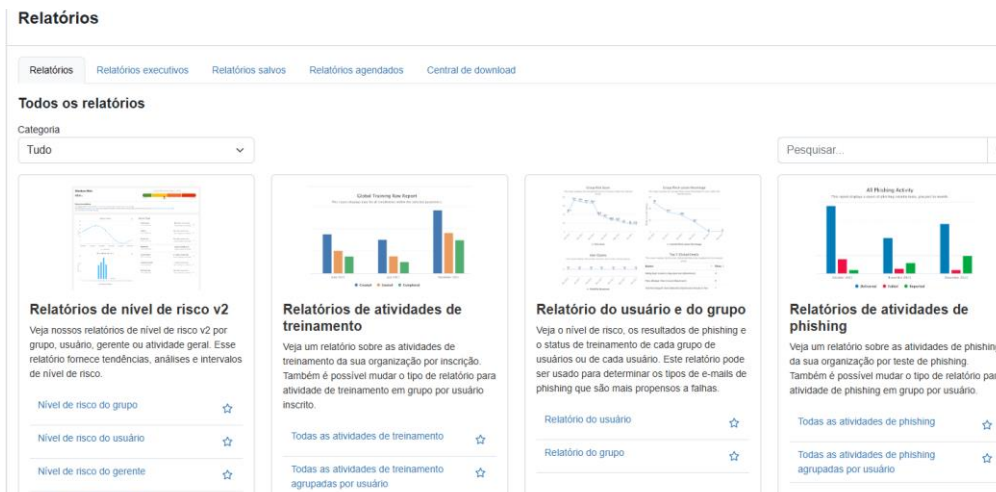 Relatórios
Relatórios
Relatórios executivos
Relatórios salvos
Relatórios agendados
Central de download
Todos os relatórios
Categoria
Tudo
Pesquisar...
Relatórios de nível de risco v2
Veja nossos relatórios de nível de risco v2 por
grupo, usuário, gerente ou atividade geral. Esse
relatório fornece tendências, análises e intervalos
de nível de risco.
Nível de risco do grupo
Nível de risco do usuário
Nível de risco do gerente
Relatórios de atividades de
treinamento
Veja um relatório sobre as atividades de
treinamento da sua organização por inscrição.
Também é possível mudar o tipo de relatório para
atividade de treinamento em grupo por usuário
inscrito.
Todas as atividades de treinamento
Todas as atividades de treinamento
agrupadas por usuário
Relatório do usuário e do grupo
Veja o nível de risco, os resultados de phishing e
o status de treinamento de cada grupo de
usuários ou de cada usuário. Este relatório pode
ser usado para determinar os tipos de e-mails de
phishing que são mais propensos a falhas.
Relatório do usuário
Relatório do grupo
All Phishing Activity
Relatórios de atividades de
phishing
Veja um relatório sobre as atividades de phishing
da sua organização por teste de phishing.
Também é possível mudar o tipo de relatório par
atividade de phishing em grupo por usuário.
Todas as atividades de phishing
Todas as atividades de phishing
agrupadas por usuário